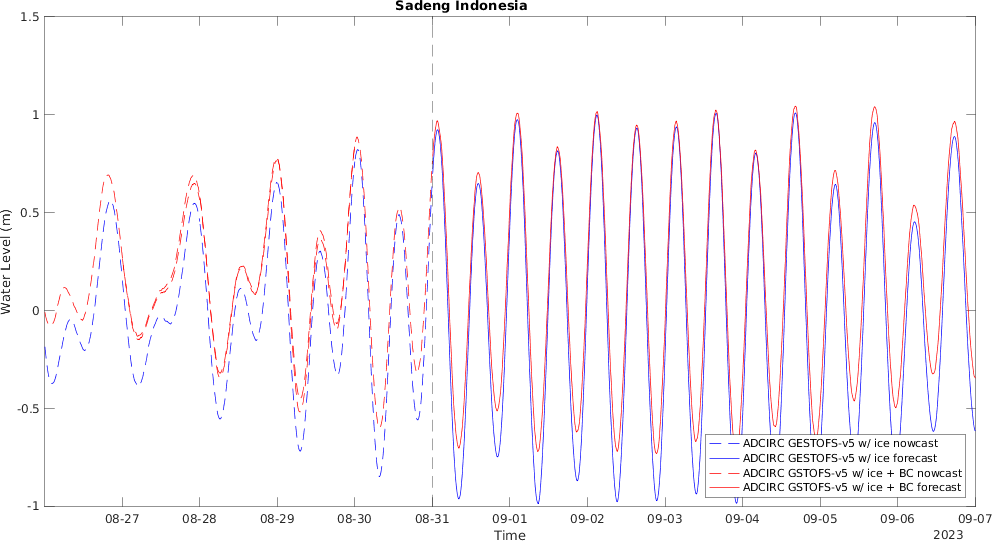 Sadeng Indonesia
1.5
1
0.5
0
-0.5
-1
Water Level (m)
ADCIRC GESTOFS-v5 w/ ice nowcast
ADCIRC GESTOFS-v5 w/ ice forecast
ADCIRC GSTOFS-v5 w/ ice + BC nowcast
ADCIRC GSTOFS-v5 w/ ice + BC forecast
08-27 08-28 08-29 08-30 08-31 09-01 09-02 09-03 09-04 09-05 09-06 09-07
Time
2023